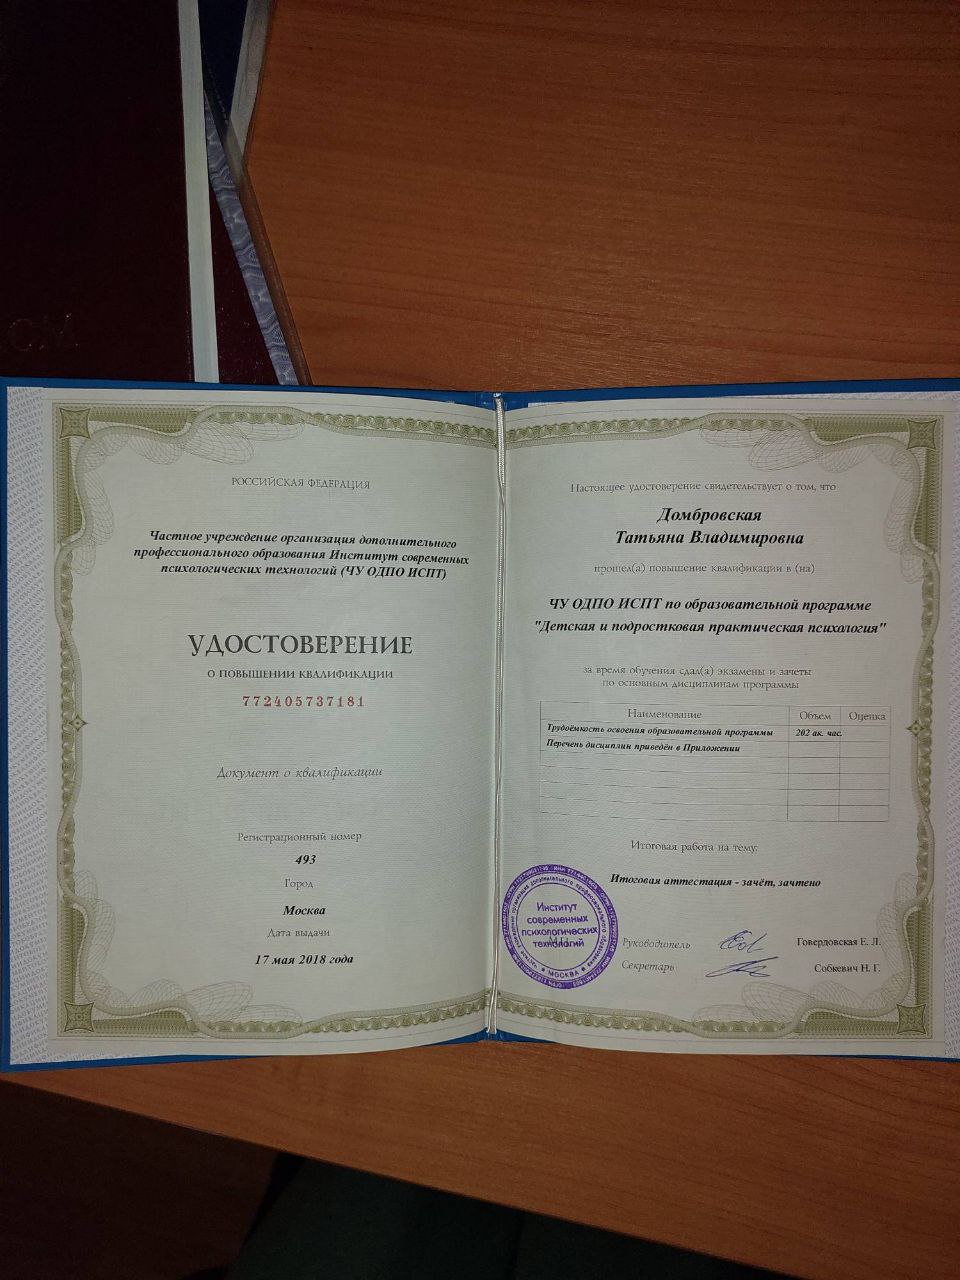 РОССИЙСКАЯ ФЕДЕРАЦИЯ
Частное учреждение организация дополнительного
профессионального образования Институт современных
психологических технологий (ЧУ ОДПО ИСПТ)
УДОСТОВЕРЕНИЕ
О ПОВЫШЕНИИ КВАЛИФИКАЦИИ
772405737181
Документ о квалификации
Регистрационный номер
493
Город
Москва
Дата выдачи
17 мая 2018 года
Настоящее удостоверение свидетельствует о том, что
Домбровская
Татьяна Владимировна
прошел(а) повышение квалификации в (на)
ЧУ ОДПО ИСПТ по образовательной программе
"Детская и подростковая практическая психология"
за время обучения сдал(а) экзамены и зачеты
по основным дисциплинам программы
Наименование Объем Оценка
Трудоёмкость освоения образовательной программы 202 ак. час.
Перечень дисциплин приведён в Приложении
Итоговая работа на тему:
Итоговая аттестация - зачёт, зачтено
Институт
современных
психологических
технологий
МОСКВА
М.П.
Руководитель Говердовская Е. Л.
Секретарь Собкевич Н. Г.